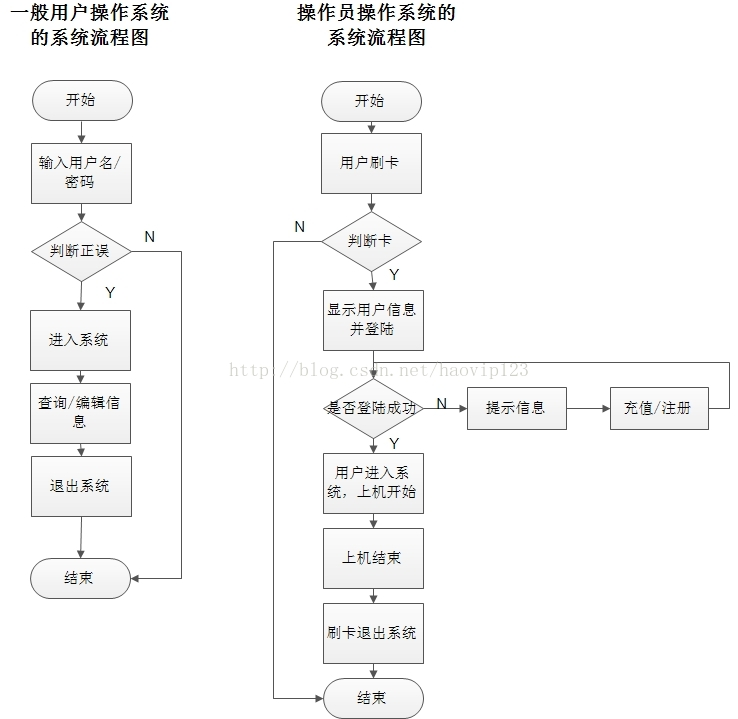 一般用户操作系统
的系统流程图
开始
输入用户名/
密码
判断正误
N
Y
进入系统
查询/编辑信
息
退出系统
结束
操作员操作系统的
系统流程图
开始
用户刷卡
判断卡
N
Y
显示用户信息
并登陆
http://blog.csdn.net/haovip123
是否登陆成功
N
提示信息
充值/注册
Y
用户进入系
统，上机开始
上机结束
刷卡退出系统
结束